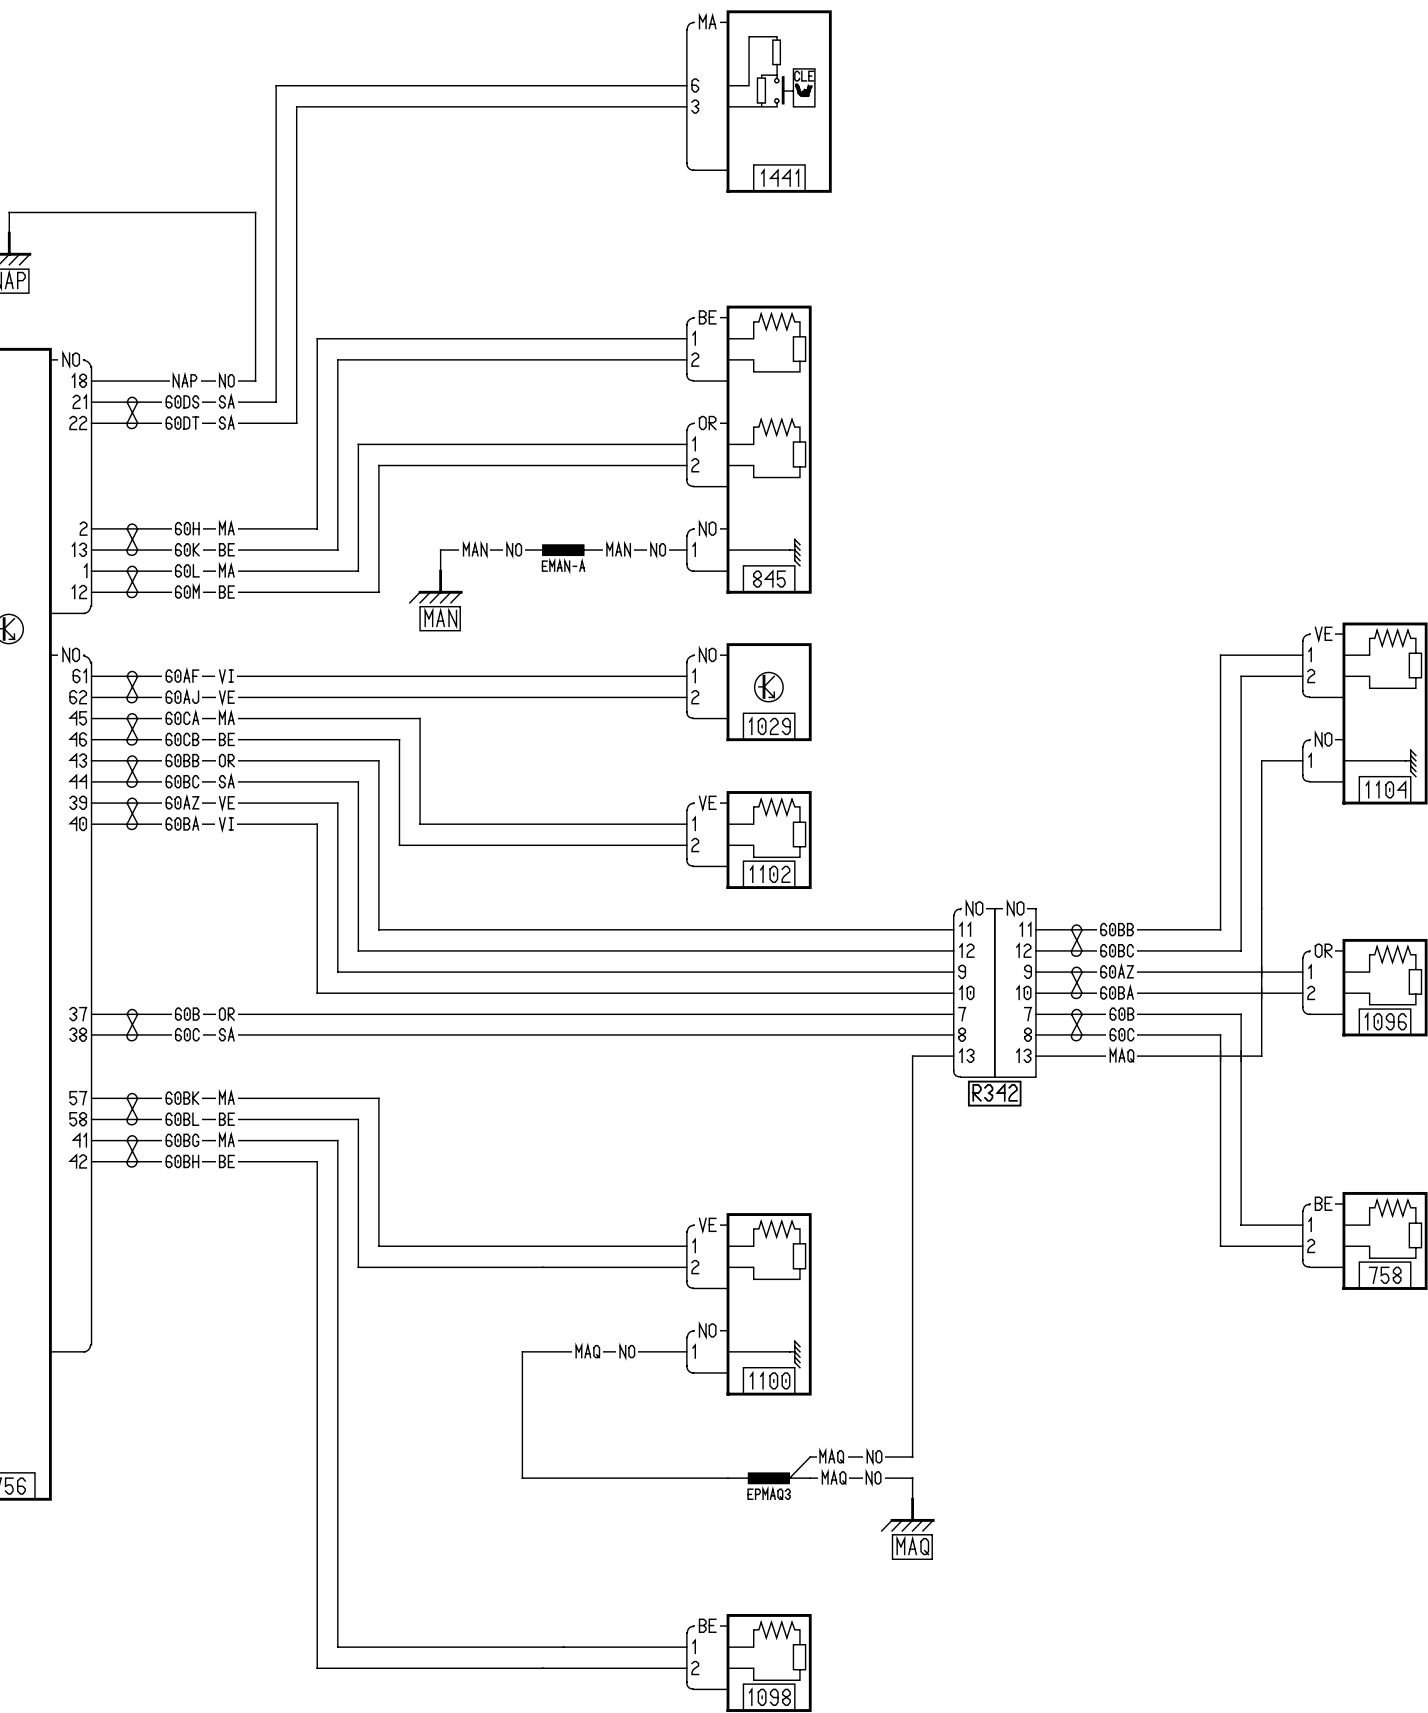 MA
6
3
CLE
1441
NAP
NO
18 NAP NO
21 60DS SA
22 60DT SA
2 60H MA
13 60K BE
1 60L MA
12 60M BE
BE
1
2
OR
1
2
NO
1
845
MAN NO
EMAN-A
MAN NO
MAN
NO
61 60AF VI
62 60AJ VE
45 60CA MA
46 60CB BE
43 60BB OR
44 60BC SA
39 60AZ VE
40 60BA VI
37 60B OR
38 60C SA
57 60BK MA
58 60BL BE
41 60BG MA
42 60BH BE
756
NO
1
2
1029
VE
1
2
1102
NO NO
11 11 60BB
12 12 60BC
9 9 60AZ
10 10 60BA
7 7 60B
8 8 60C
13 13 MAQ
R342
VE
1
2
NO
1
1104
OR
1
2
1096
BE
1
2
758
VE
1
2
NO
1
1100
MAQ NO
EPMAQ3
MAQ NO
MAQ NO
MAQ
BE
1
2
1098